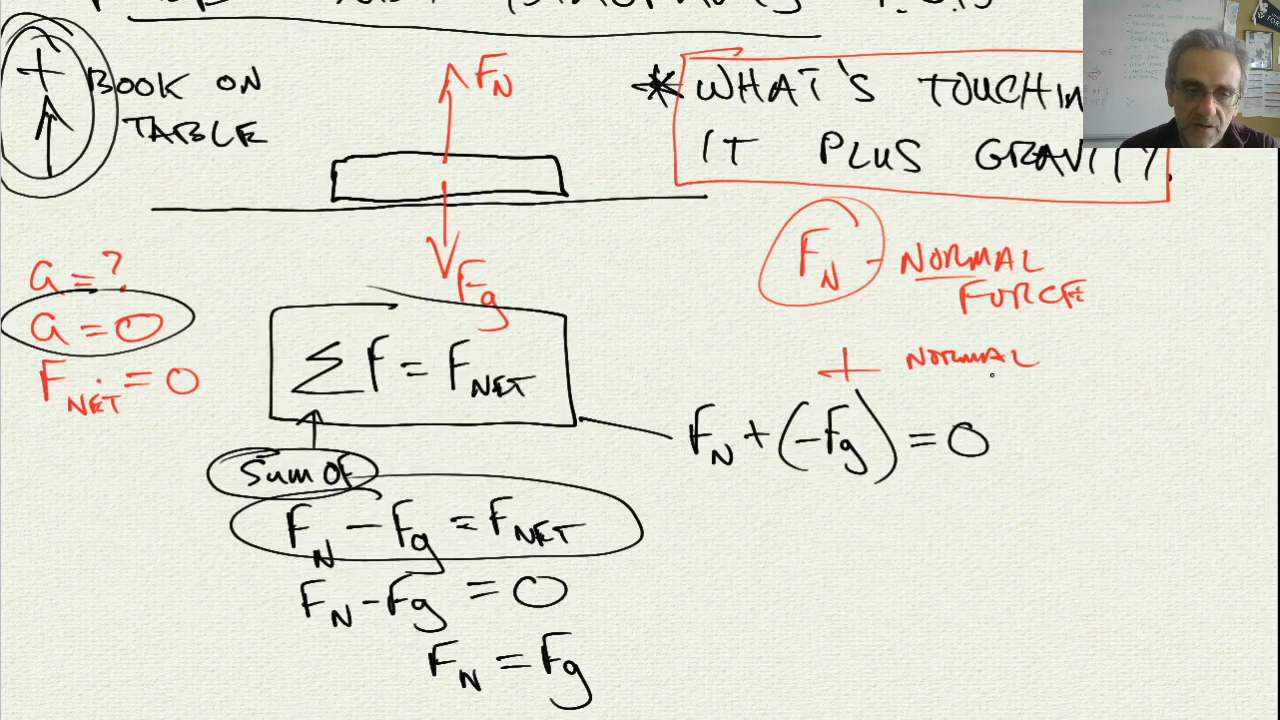 + BOOK ON
TABLE
F_N
* WHAT'S TOUCHIN
IT PLUS GRAVITY.
F_N - NORMAL
FORCE
a = ?
a = 0
F_NET = 0
F_g
ΣF = F_NET
+ NORMAL
F_N + (-F_g) = 0
Sum OF
F_N - F_g = F_NET
F_N - F_g = 0
F_N = F_g